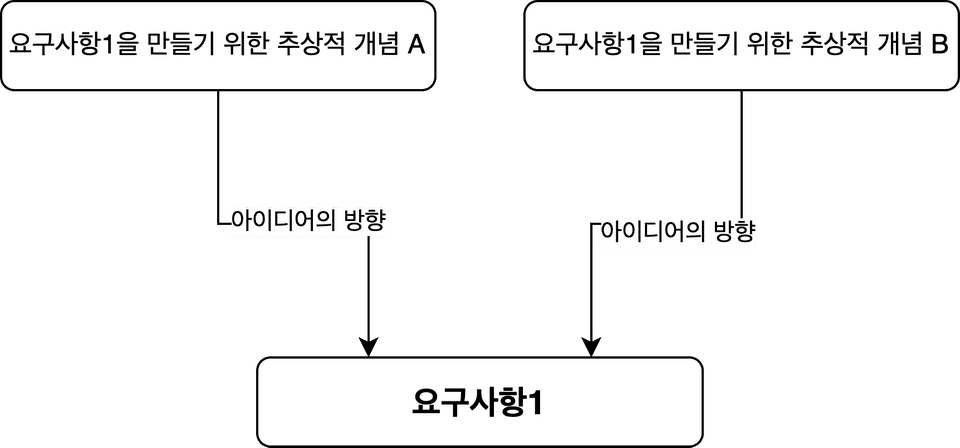 요구사항1을 만들기 위한 추상적 개념 A
요구사항1을 만들기 위한 추상적 개념 B
아이디어의 방향
아이디어의 방향
요구사항1